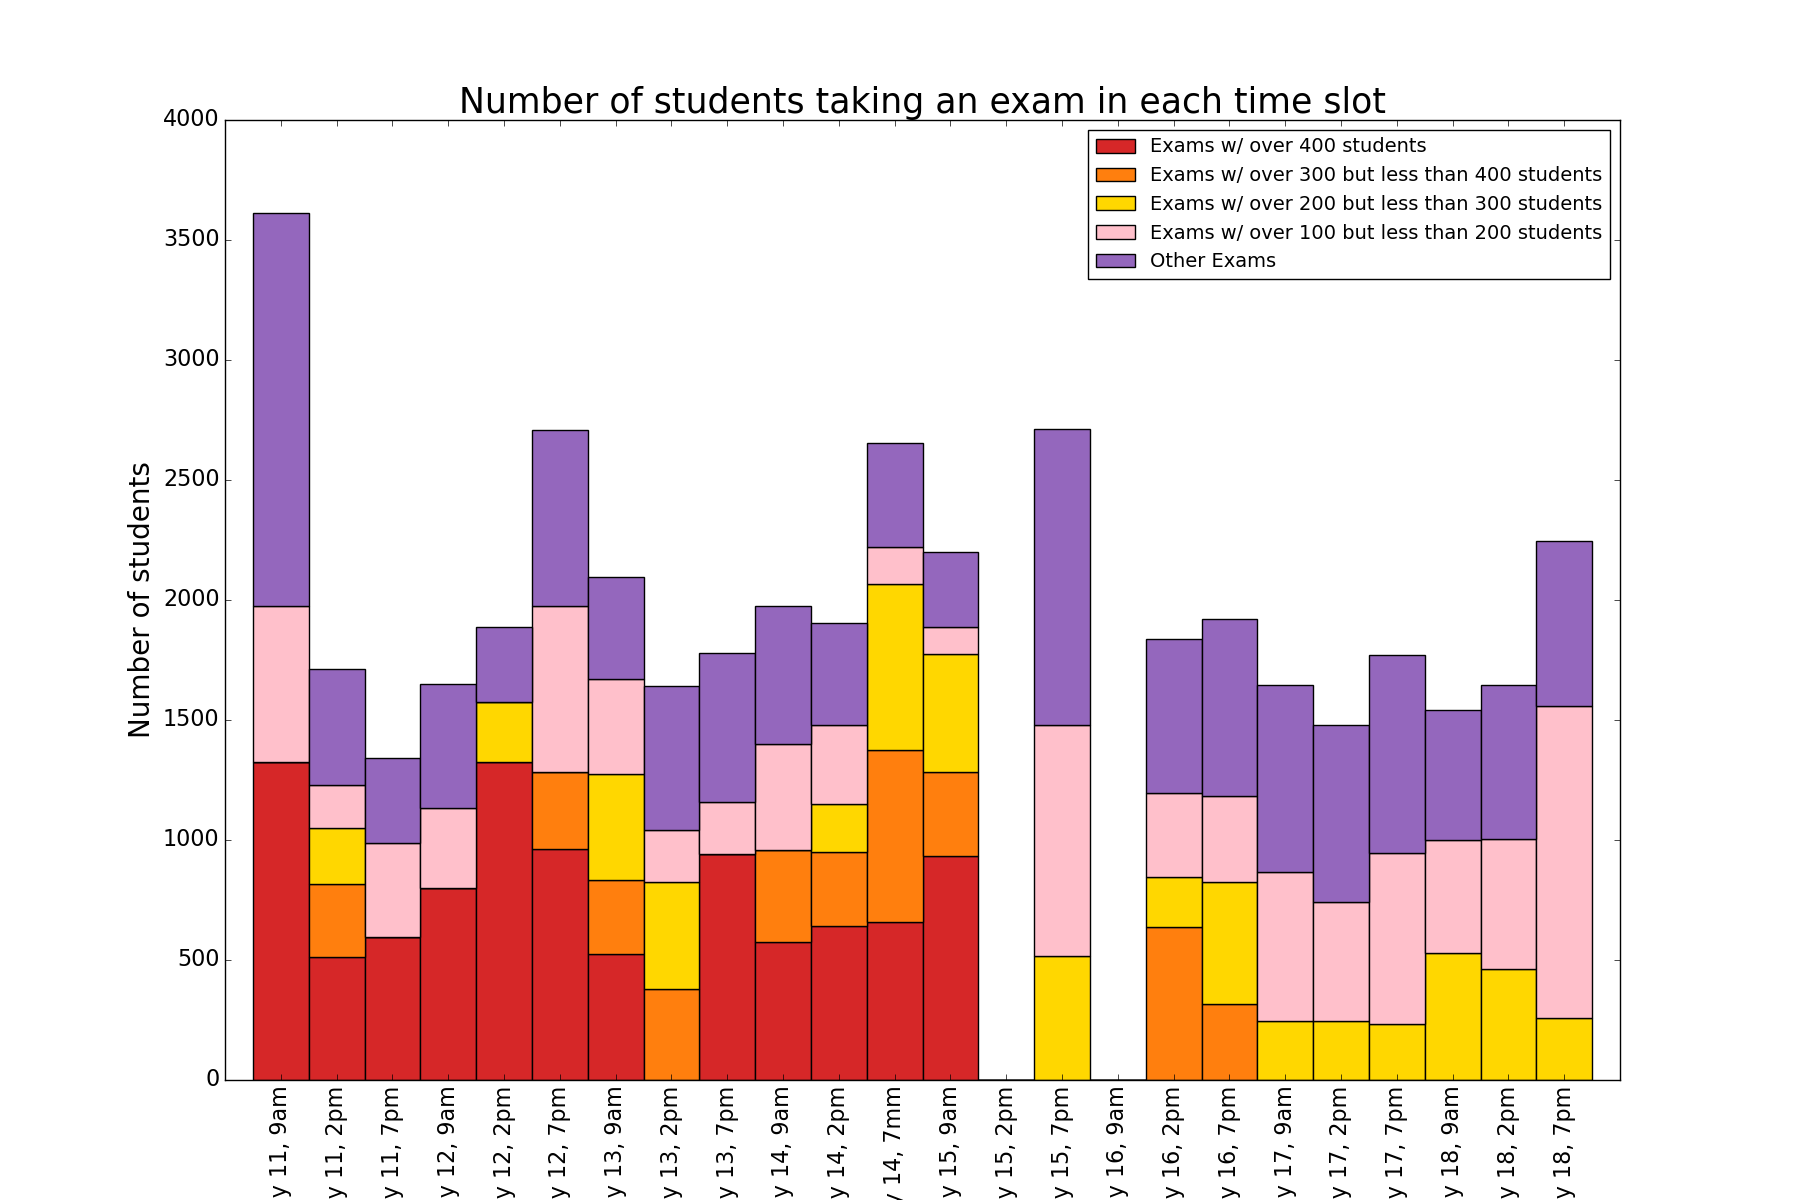 Number of students taking an exam in each time slot
Exams w/ over 400 students
Exams w/ over 300 but less than 400 students
Exams w/ over 200 but less than 300 students
Exams w/ over 100 but less than 200 students
Other Exams
Number of students
4000
3500
3000
2500
2000
1500
1000
500
0
y 11, 9am
y 11, 2pm
y 11, 7pm
y 12, 9am
y 12, 2pm
y 12, 7pm
y 13, 9am
y 13, 2pm
y 13, 7pm
y 14, 9am
y 14, 2pm
y 14, 7mm
y 15, 9am
y 15, 2pm
y 15, 7pm
y 16, 9am
y 16, 2pm
y 16, 7pm
y 17, 9am
y 17, 2pm
y 17, 7pm
y 18, 9am
y 18, 2pm
y 18, 7pm